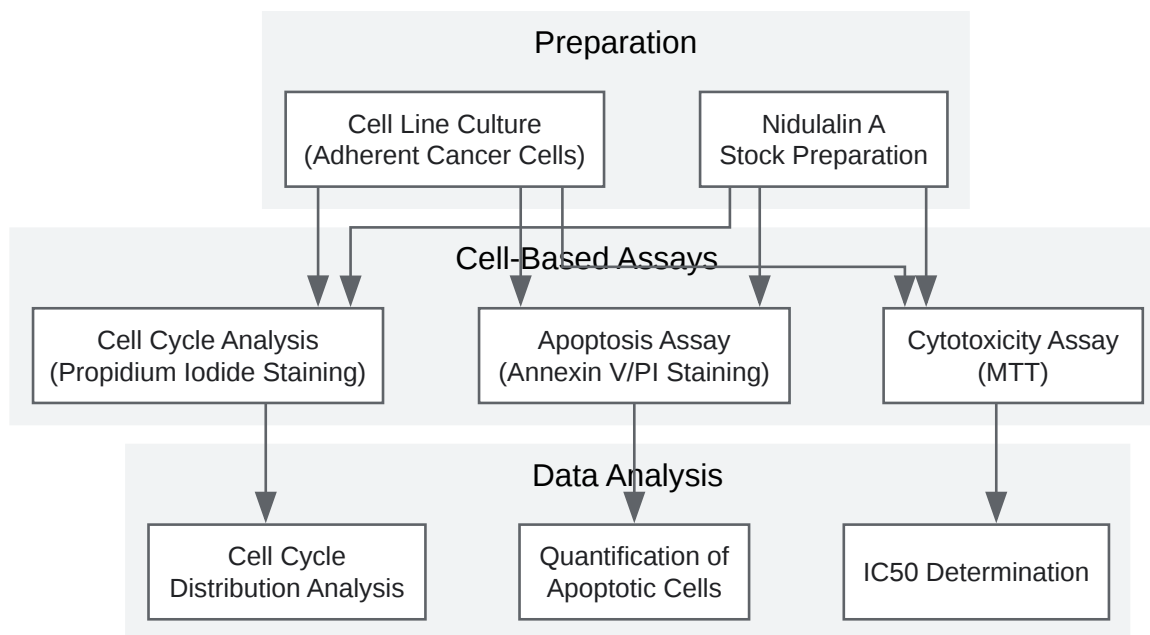 Preparation
Cell Line Culture
(Adherent Cancer Cells)
Nidulalin A
Stock Preparation
Cell-Based Assays
Cell Cycle Analysis
(Propidium Iodide Staining)
Apoptosis Assay
(Annexin V/PI Staining)
Cytotoxicity Assay
(MTT)
Data Analysis
Cell Cycle
Distribution Analysis
Quantification of
Apoptotic Cells
IC50 Determination